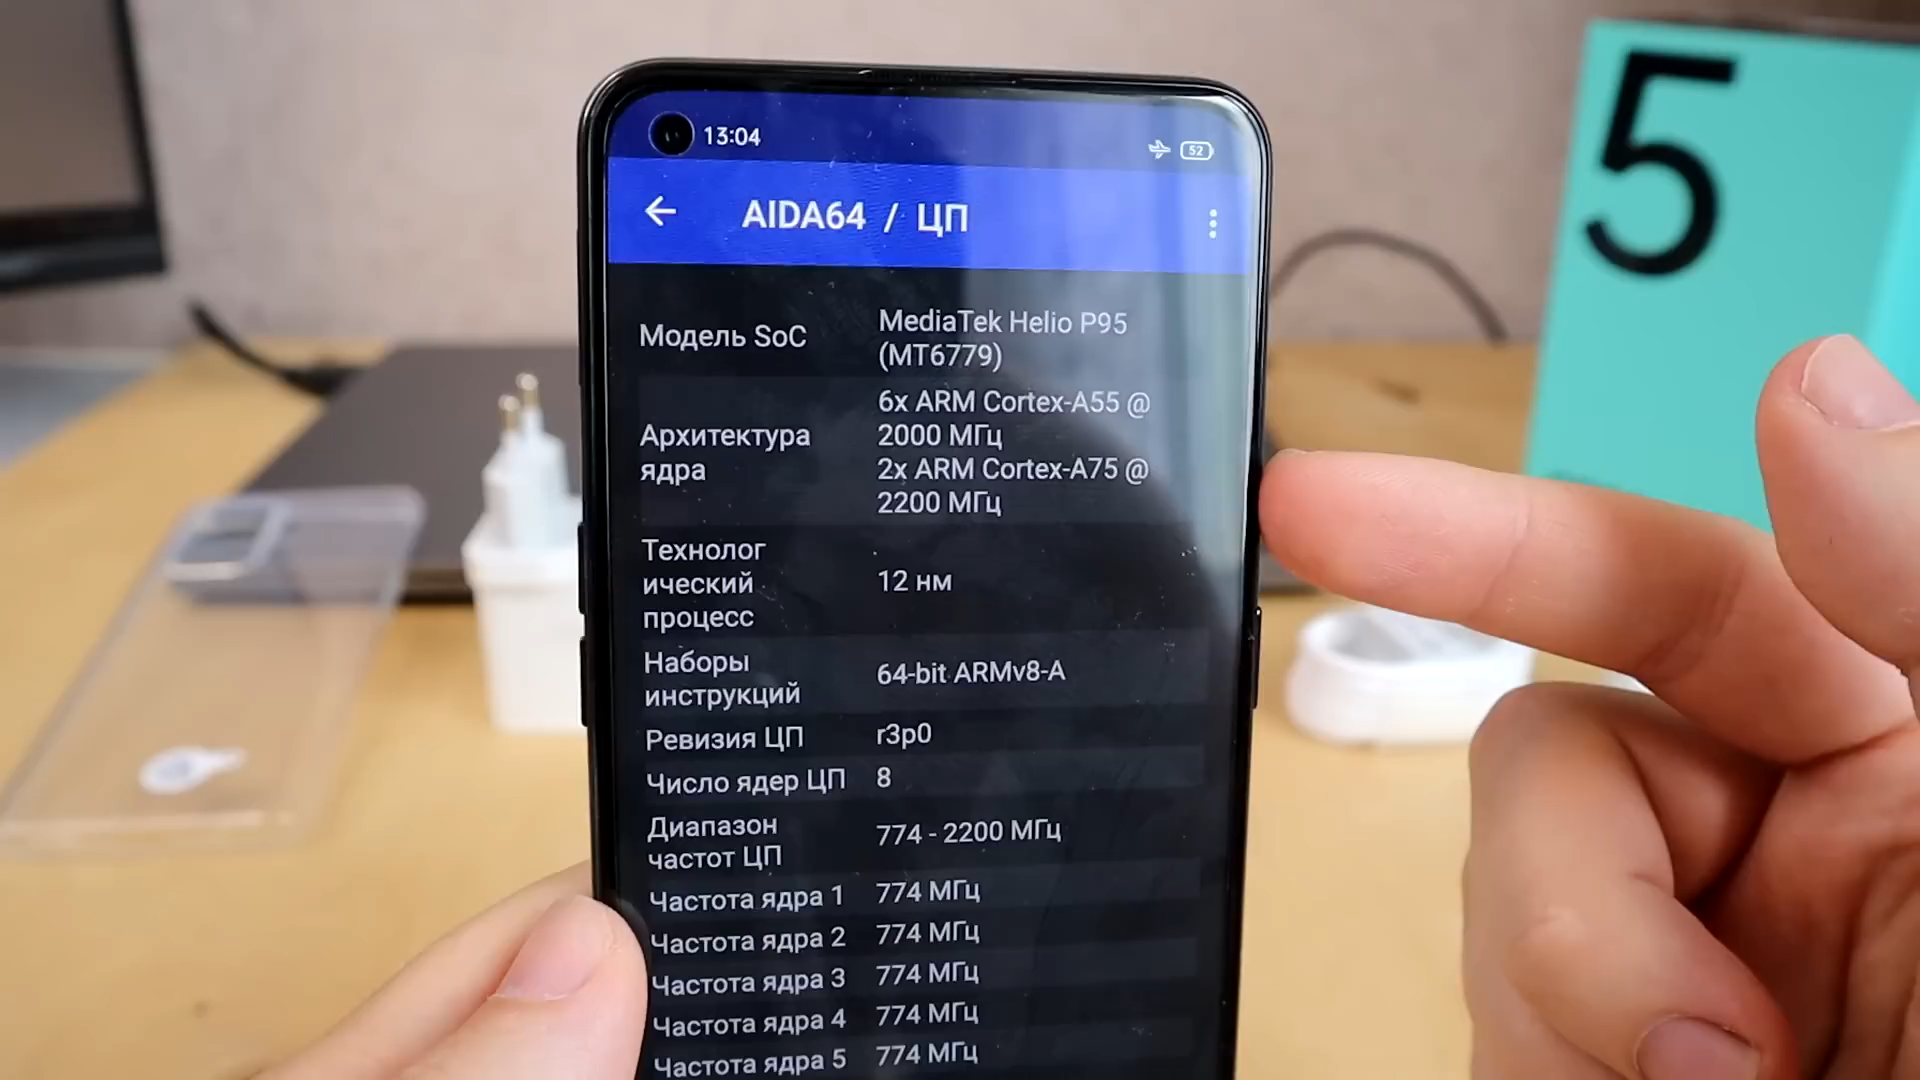 13:04
52
AIDA64 / ЦП
Модель SoC
MediaTek Helio P95
(MT6779)
Архитектура
ядра
6x ARM Cortex-A55 @
2000 МГц
2x ARM Cortex-A75 @
2200 МГц
Технолог
ический
процесс
12 нм
Наборы
инструкций
64-bit ARMv8-A
Ревизия ЦП
r3p0
Число ядер ЦП
8
Диапазон
частот ЦП
774 - 2200 МГц
Частота ядра 1
774 МГц
Частота ядра 2
774 МГц
Частота ядра 3
774 МГц
Частота ядра 4
774 МГц
Частота ядра 5
774 МГц
5